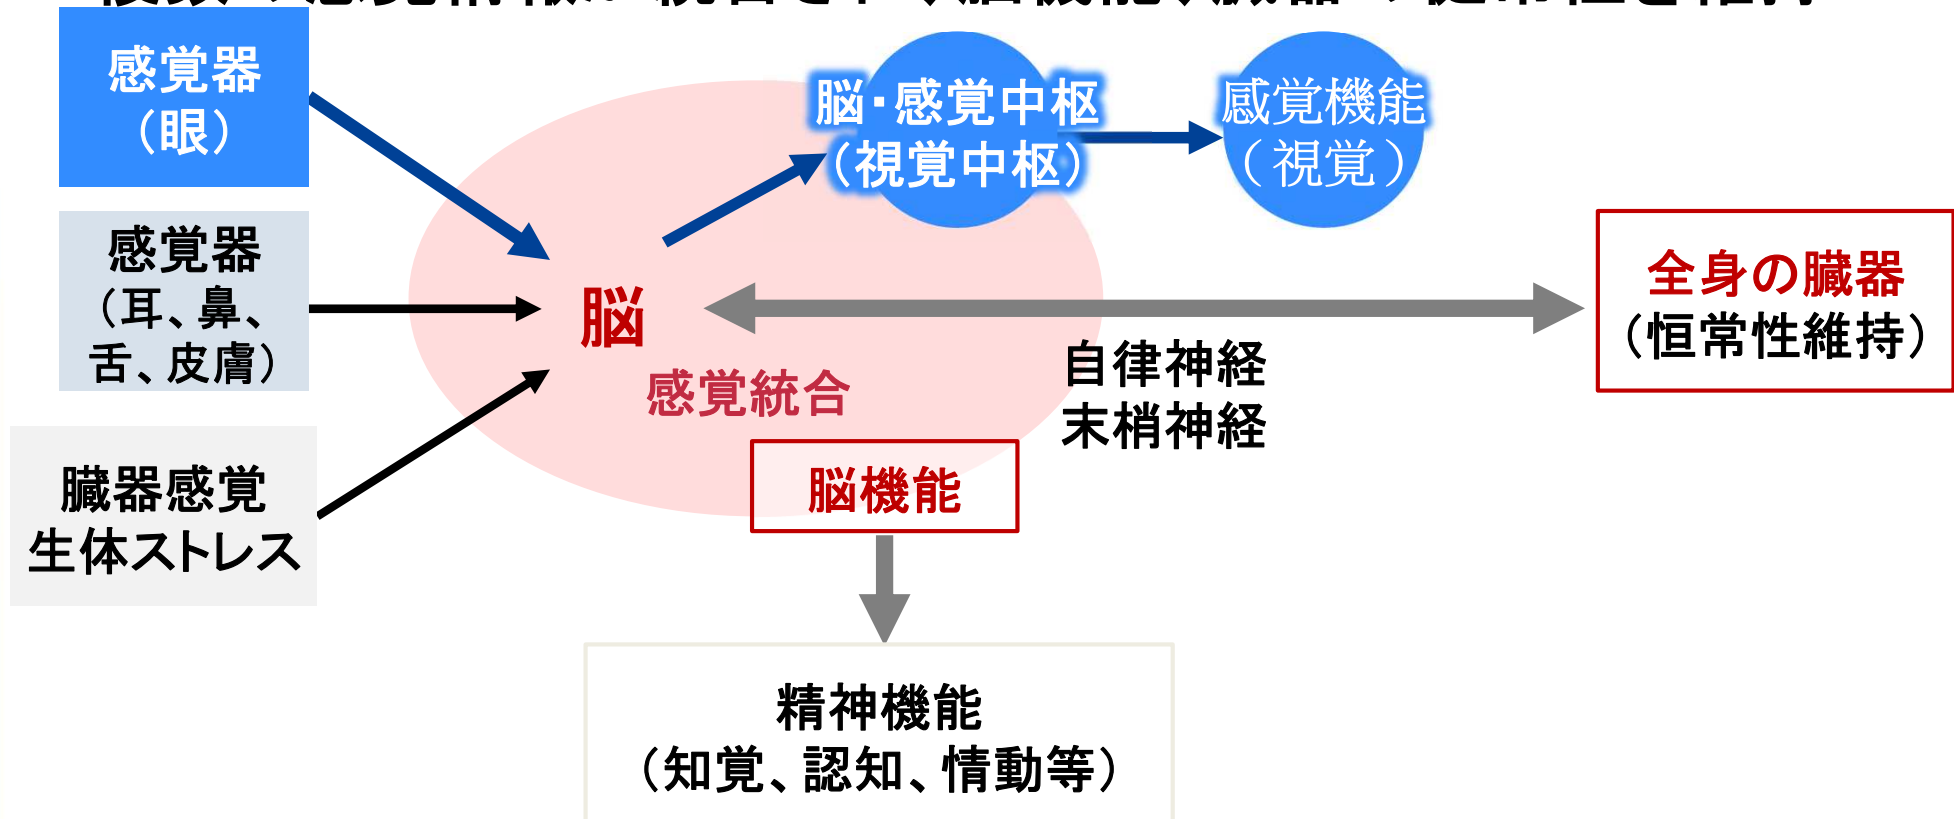 感覚器
（眼）
脳・感覚中枢
（視覚中枢）
感覚機能
（視覚）
感覚器
（耳、鼻、
舌、皮膚）
脳
感覚統合
自律神経
末梢神経
全身の臓器
（恒常性維持）
臓器感覚
生体ストレス
脳機能
精神機能
（知覚、認知、情動等）